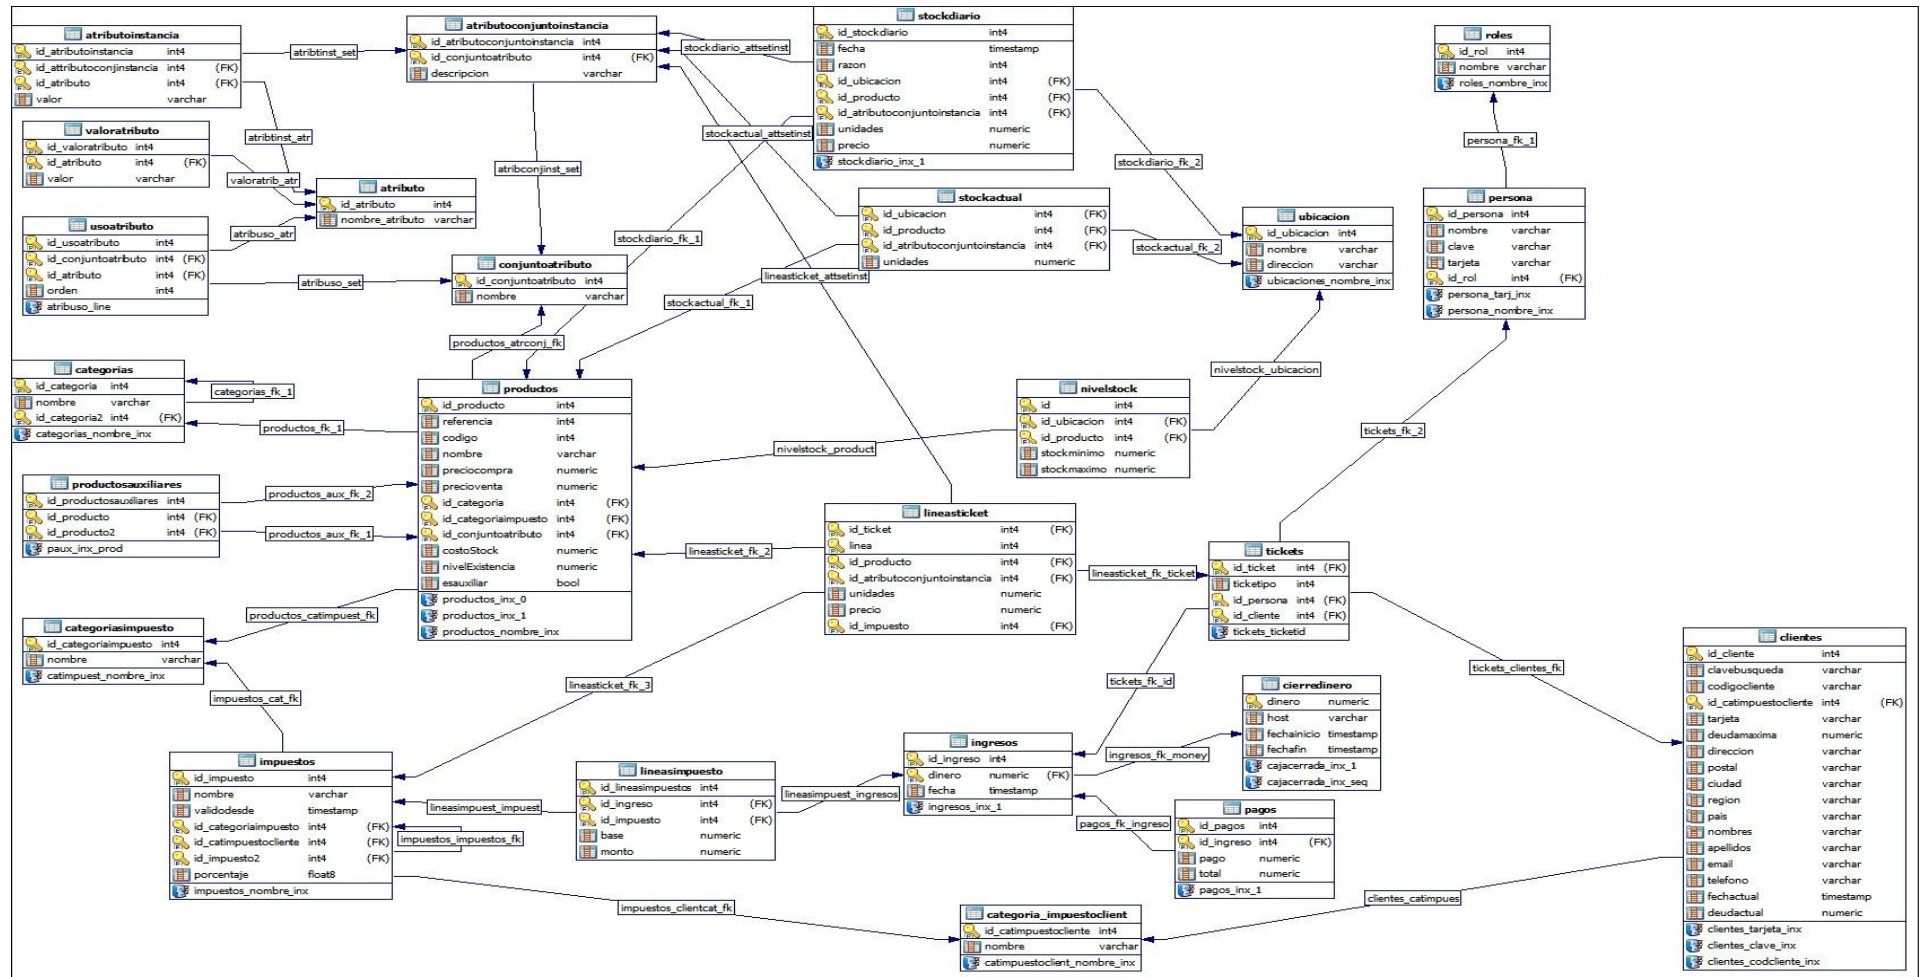 atributoinstancia
id_atributoinstancia int4
id_attributoconjinstancia int4 (FK)
id_atributo int4 (FK)
valor varchar
atribtinst_set
atributoconjuntoinstancia
id_atributoconjuntoinstancia int4
id_conjuntoatributo int4 (FK)
descripcion varchar
stockdiario_attsetinst
stockdiario
id_stockdiario int4
fecha timestamp
razon int4
id_ubicacion int4 (FK)
id_producto int4 (FK)
id_atributoconjuntoinstancia int4 (FK)
unidades numeric
precio numeric
stockdiario_inx_1
roles
id_rol int4
nombre varchar
roles_nombre_inx
persona_fk_1
valoratributo
id_valoratributo int4
id_atributo int4 (FK)
valor varchar
atribtinst_atr
valoratrib_atr
atributo
id_atributo int4
nombre_atributo varchar
atribconjinst_set
stockactual_attsetinst
stockdiario_fk_2
usoatributo
id_usoatributo int4
id_conjuntoatributo int4 (FK)
id_atributo int4 (FK)
orden int4
atribuso_line
atribuso_atr
atribuso_set
conjuntoatributo
id_conjuntoatributo int4
nombre varchar
stockdiario_fk_1
stockactual
id_ubicacion int4 (FK)
id_producto int4 (FK)
id_atributoconjuntoinstancia int4 (FK)
unidades numeric
stockactual_fk_2
ubicacion
id_ubicacion int4
nombre varchar
direccion varchar
ubicaciones_nombre_inx
persona
id_persona int4
nombre varchar
clave varchar
tarjeta varchar
id_rol int4 (FK)
persona_tarj_inx
persona_nombre_inx
lineasticket_attsetinst
stockactual_fk_1
productos_atrconj_fk
categorias
id_categoria int4
nombre varchar
id_categoria2 int4 (FK)
categorias_nombre_inx
categorias_fk_1
productos_fk_1
productos
id_producto int4
referencia int4
codigo int4
nombre varchar
preciocompra numeric
precioventa numeric
id_categoria int4 (FK)
id_categoriaimpuesto int4 (FK)
id_conjuntoatributo int4 (FK)
costoStock numeric
nivelExistencia numeric
esauxiliar bool
productos_inx_0
productos_inx_1
productos_nombre_inx
nivelstock_product
nivelstock
id int4
id_ubicacion int4 (FK)
id_producto int4 (FK)
stockminimo numeric
stockmaximo numeric
nivelstock_ubicacion
tickets_fk_2
productosauxiliares
id_productosauxiliares int4
id_producto int4 (FK)
id_producto2 int4 (FK)
paux_inx_prod
productos_aux_fk_2
productos_aux_fk_1
lineasticket_fk_2
lineasticket
id_ticket int4 (FK)
linea int4
id_producto int4 (FK)
id_atributoconjuntoinstancia int4 (FK)
unidades numeric
precio numeric
id_impuesto int4 (FK)
lineasticket_fk_ticket
tickets
id_ticket int4 (FK)
ticketipo int4
id_persona int4 (FK)
id_cliente int4 (FK)
tickets_ticketid
productos_catimpuest_fk
categoriasimpuesto
id_categoriaimpuesto int4
nombre varchar
catimpuest_nombre_inx
impuestos_cat_fk
lineasticket_fk_3
tickets_fk_id
tickets_clientes_fk
clientes
id_cliente int4
clavebusqueda varchar
codigocliente varchar
id_catimpuestocliente int4 (FK)
tarjeta varchar
deudamaxima numeric
direccion varchar
postal varchar
ciudad varchar
region varchar
pais varchar
nombres varchar
apellidos varchar
email varchar
telefono varchar
fechactual timestamp
deudactual numeric
clientes_tarjeta_inx
clientes_clave_inx
clientes_codcliente_inx
cierredinero
dinero numeric
host varchar
fechainicio timestamp
fechafin timestamp
cajacerrada_inx_1
cajacerrada_inx_seq
impuestos
id_impuesto int4
nombre varchar
validodesde timestamp
id_categoriaimpuesto int4 (FK)
id_catimpuestocliente int4 (FK)
id_impuesto2 int4 (FK)
porcentaje float8
impuestos_nombre_inx
impuestos_impuestos_fk
lineasimpuest_impuest
lineasimpuesto
id_lineasimpuestos int4
id_ingreso int4 (FK)
id_impuesto int4 (FK)
base numeric
monto numeric
lineasimpuest_ingresos
ingresos
id_ingreso int4
dinero numeric (FK)
fecha timestamp
ingresos_inx_1
ingresos_fk_money
pagos_fk_ingreso
pagos
id_pagos int4
id_ingreso int4 (FK)
pago numeric
total numeric
pagos_inx_1
impuestos_clientcat_fk
categoria_impuestoclient
id_catimpuestocliente int4
nombre varchar
catimpuestoclient_nombre_inx
clientes_catimpues